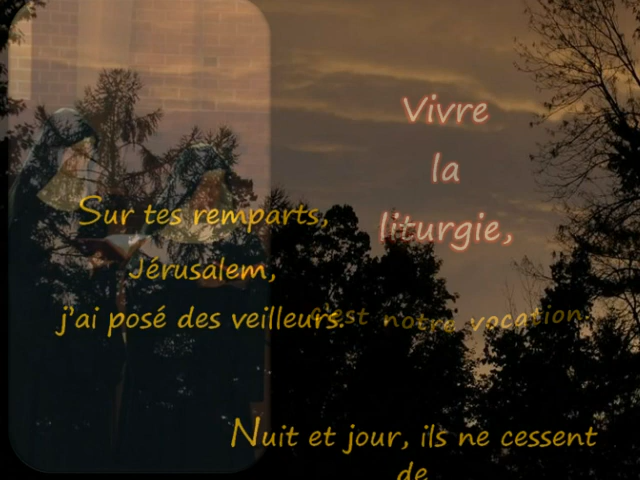 Vivre
la
liturgie,
Sur tes remparts,
Jérusalem,
j'ai posé des veilleurs.
c'est notre vocation
Nuit et jour, ils ne cessent
de